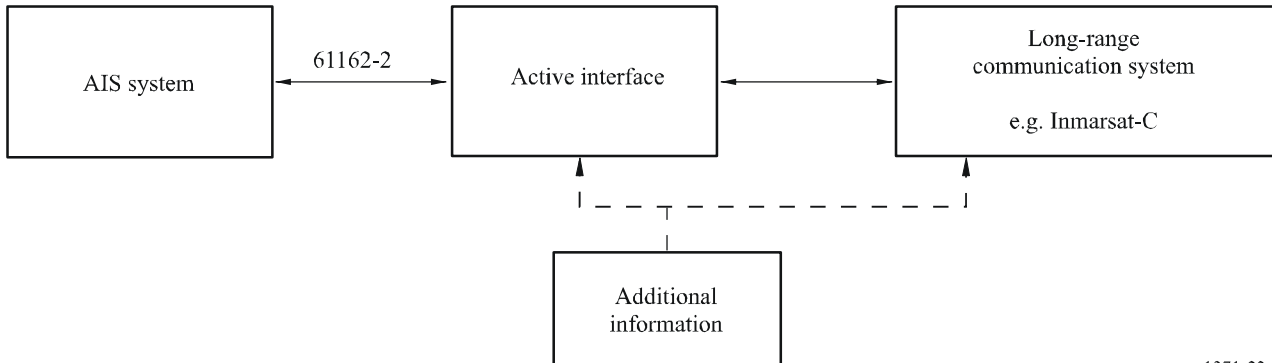 AIS system
61162-2
Active interface
Long-range
communication system
e.g. Inmarsat-C
Additional
information